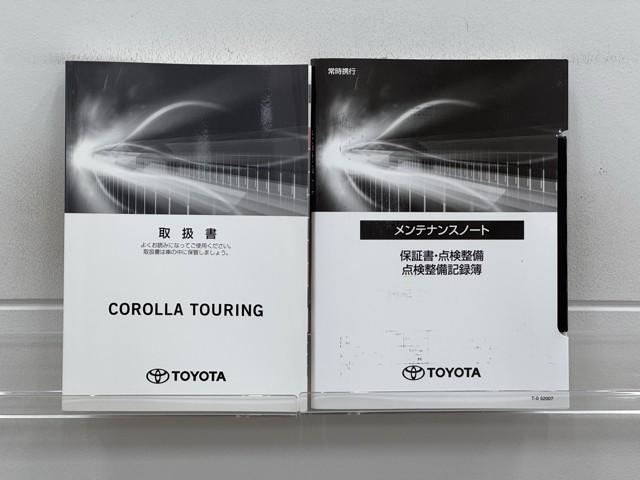 取扱書
よくお読みになってご使用ください。
取扱書は車の中に保管しましょう。
COROLLA TOURING
TOYOTA
常時携行
メンテナンスノート
保証書・点検整備
点検整備記録簿
TOYOTA
T-0 52007